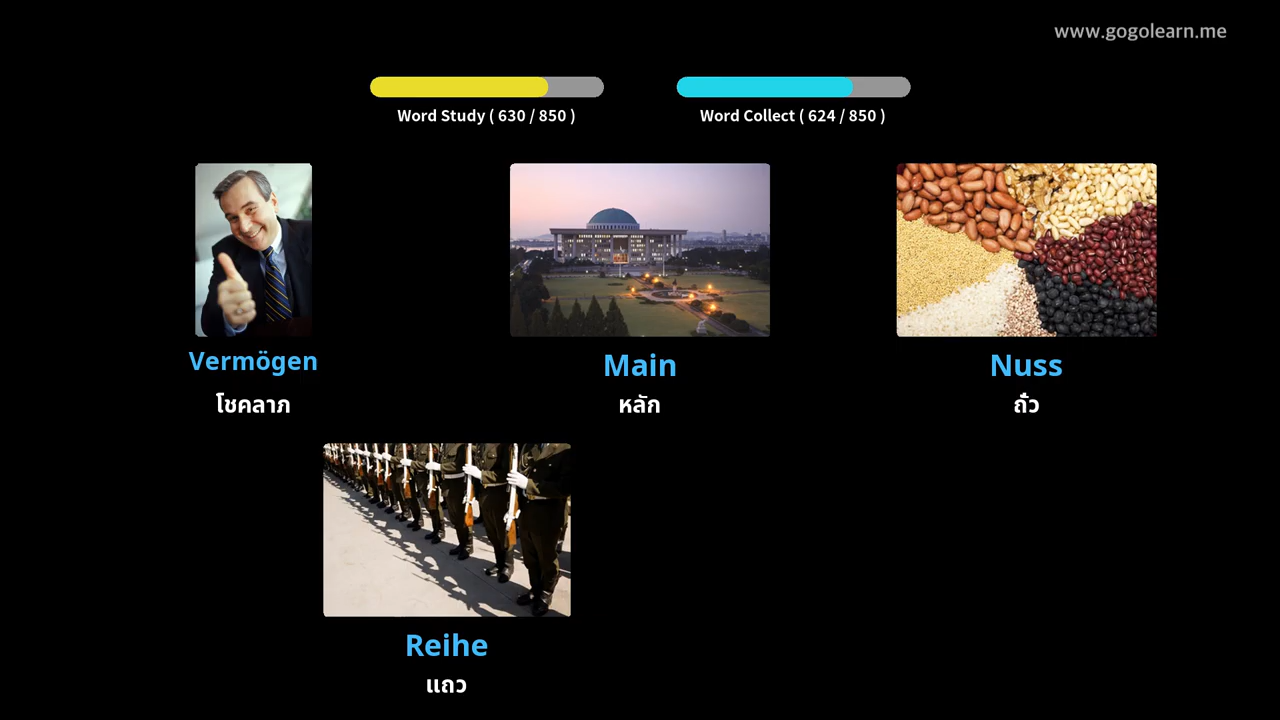 www.gogolearn.me
Word Study ( 630 / 850 )
Word Collect ( 624 / 850 )
Vermögen
โชคลาภ
Main
หลัก
Nuss
ถั่ว
Reihe
แถว